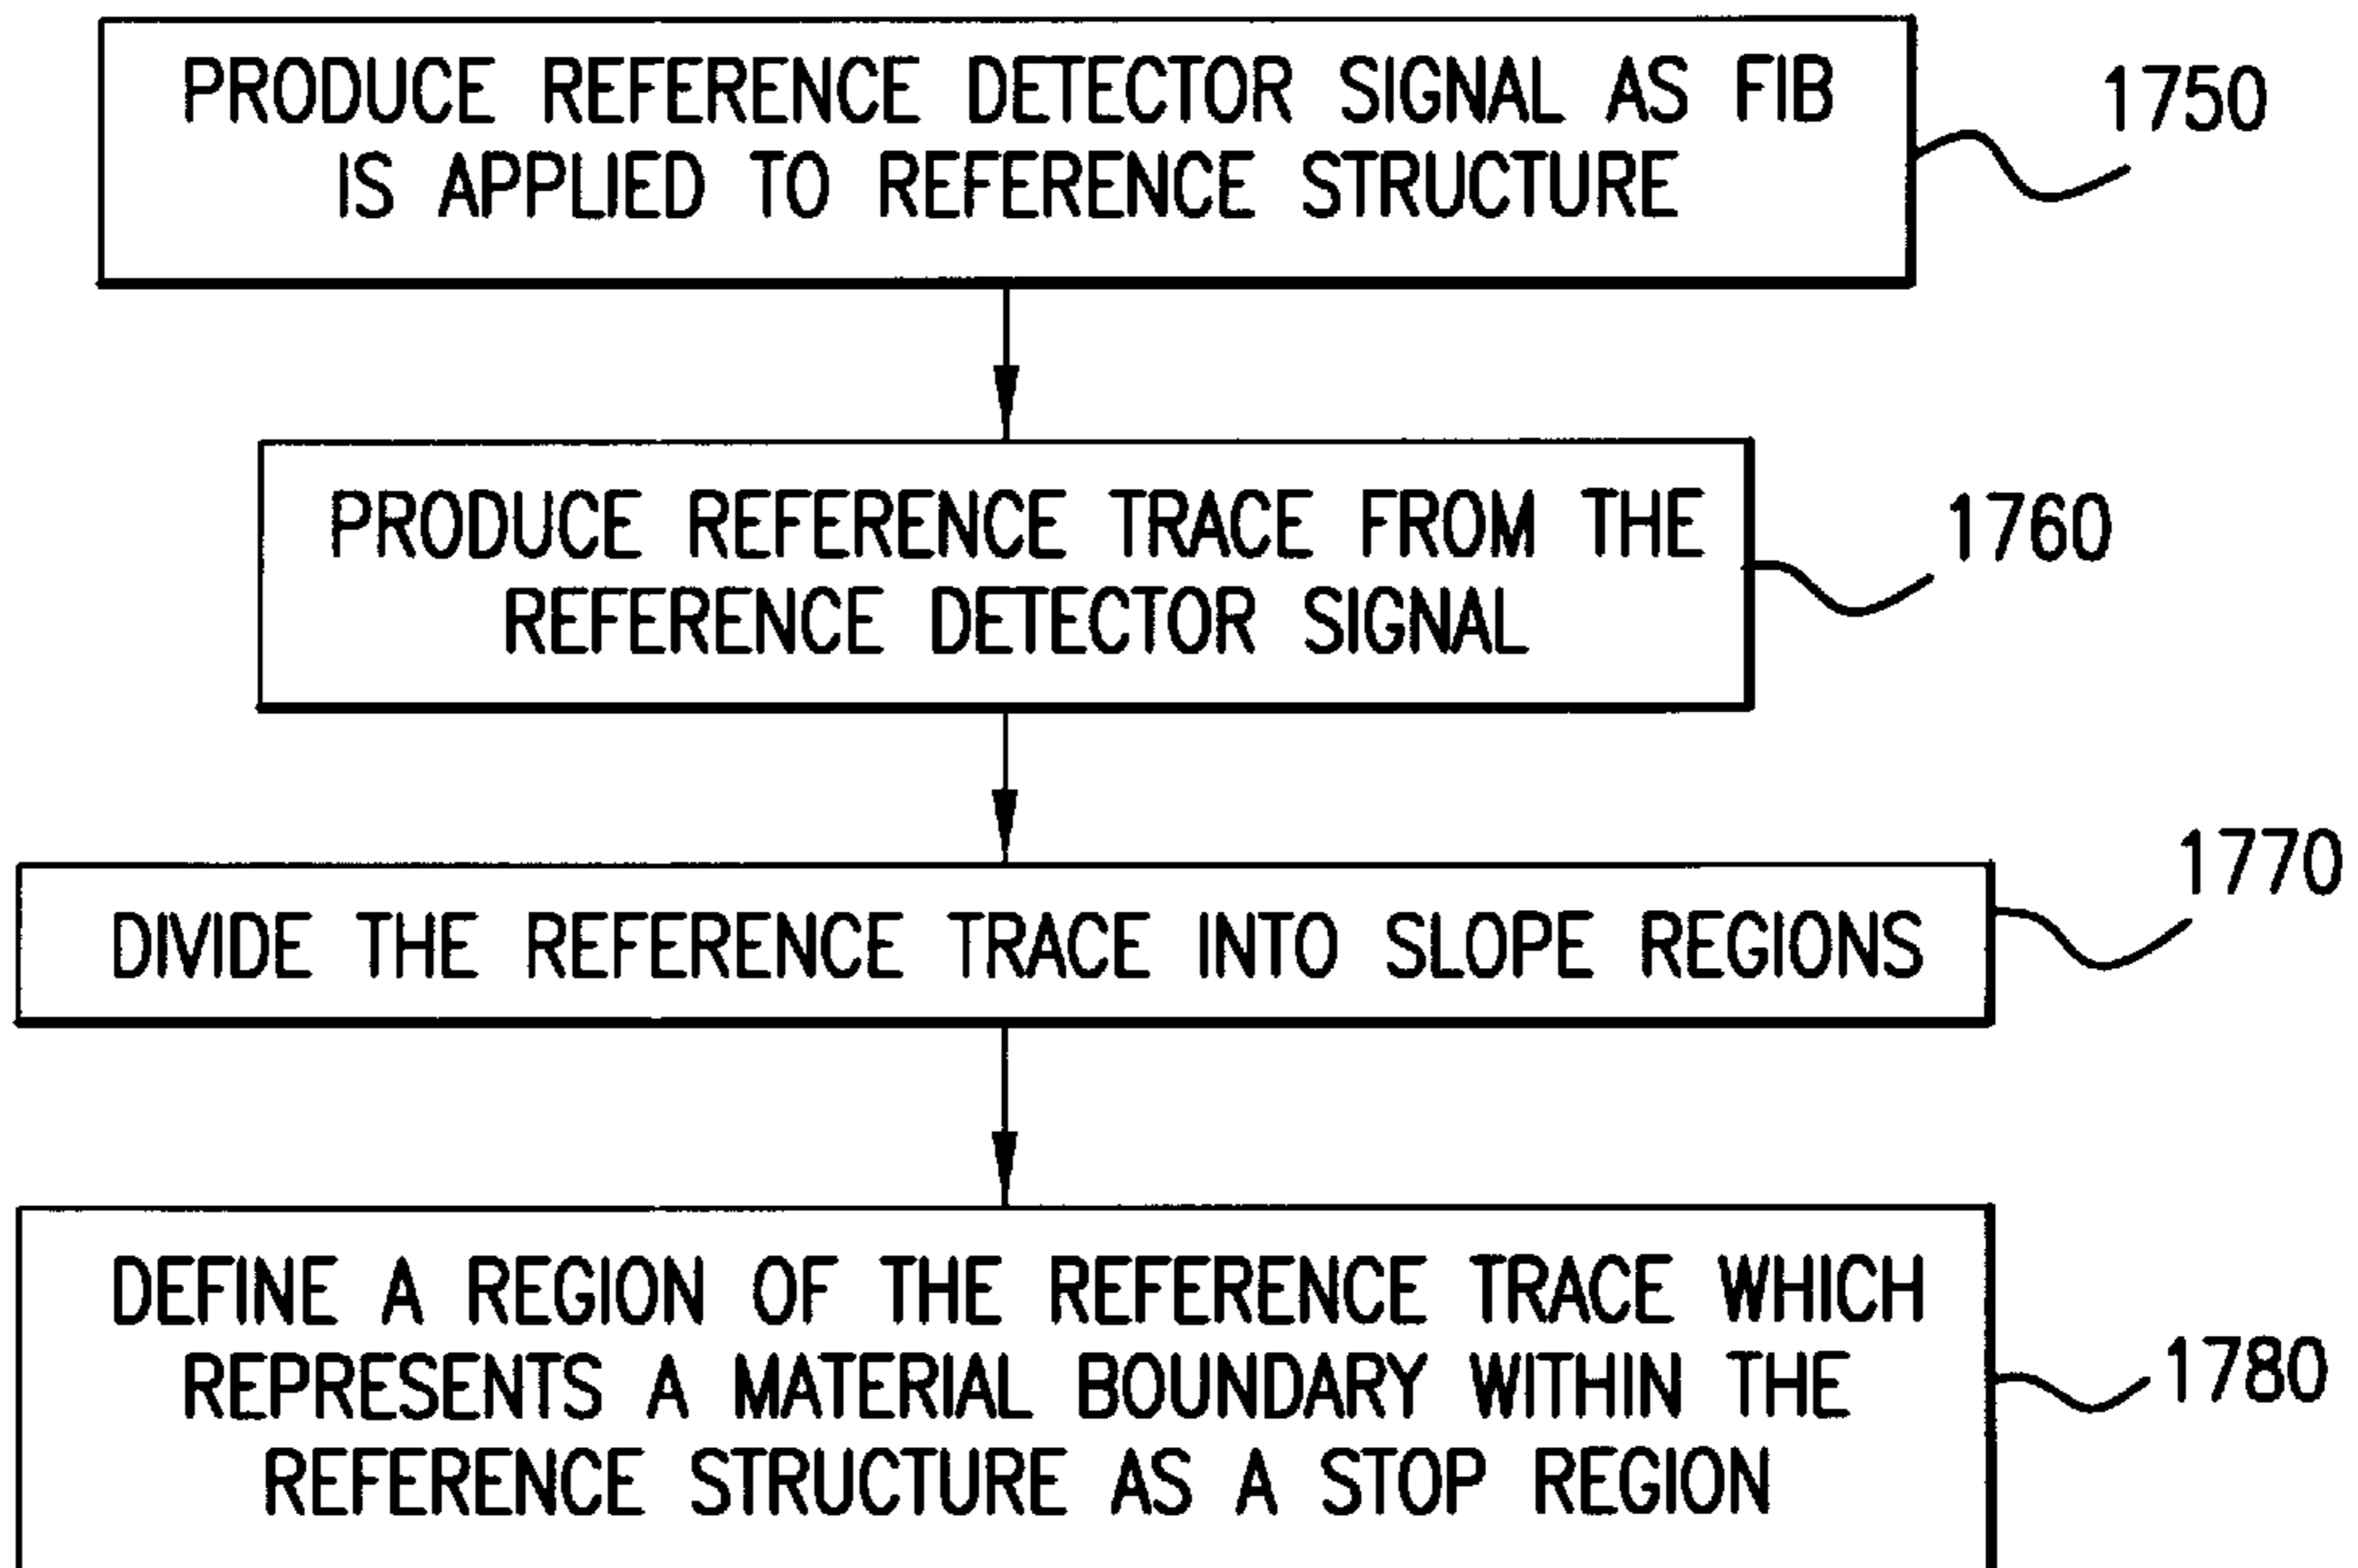 PRODUCE REFERENCE DETECTOR SIGNAL AS FIB
IS APPLIED TO REFERENCE STRUCTURE
1750
PRODUCE REFERENCE TRACE FROM THE
REFERENCE DETECTOR SIGNAL
1760
DIVIDE THE REFERENCE TRACE INTO SLOPE REGIONS
1770
DEFINE A REGION OF THE REFERENCE TRACE WHICH
REPRESENTS A MATERIAL BOUNDARY WITHIN THE
REFERENCE STRUCTURE AS A STOP REGION
1780